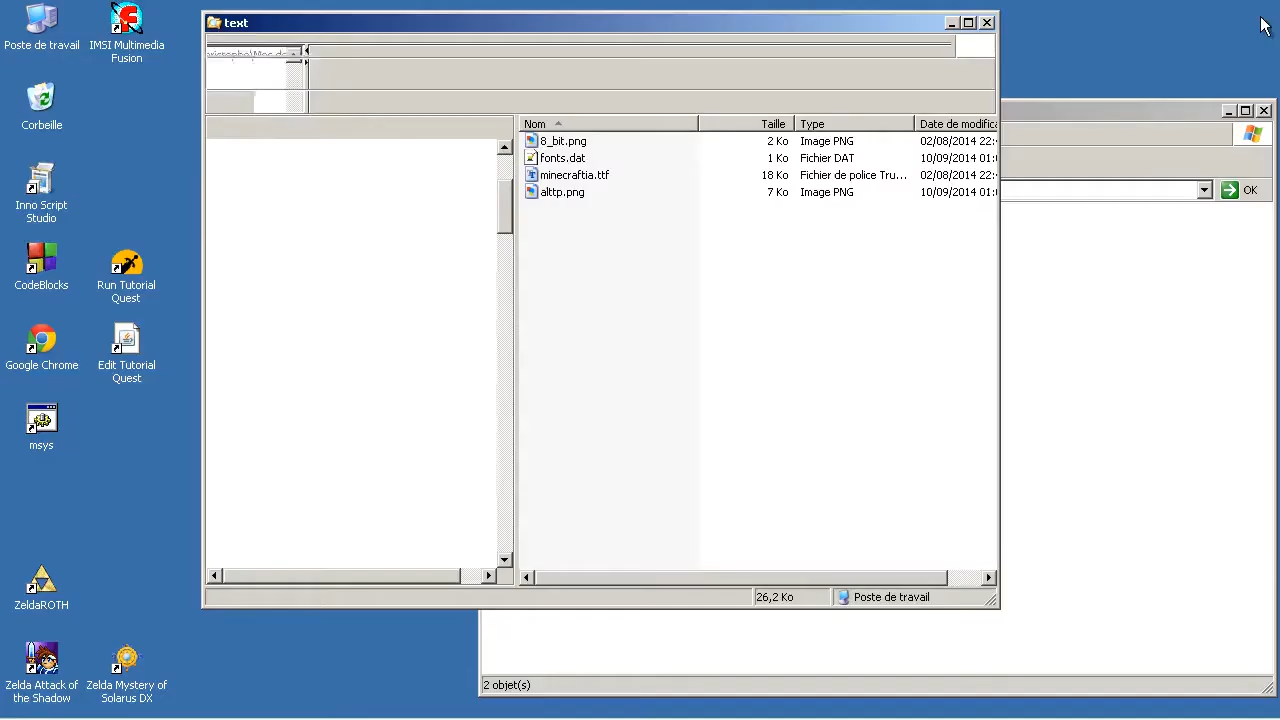 text
Poste de travail
IMSI Multimedia
Fusion
Corbeille
Inno Script
Studio
CodeBlocks
Run Tutorial
Quest
Google Chrome
Edit Tutorial
Quest
msys
ZeldaROTH
Zelda Attack of
the Shadow
Zelda Mystery of
Solarus DX
Nom Taille Type Date de modifica
8_bit.png 2 Ko Image PNG 02/08/2014 22:
fonts.dat 1 Ko Fichier DAT 10/09/2014 01:
minecraftia.ttf 18 Ko Fichier de police Tru... 02/08/2014 22:
alttp.png 7 Ko Image PNG 10/09/2014 01:
26,2 Ko Poste de travail
OK
2 objet(s)